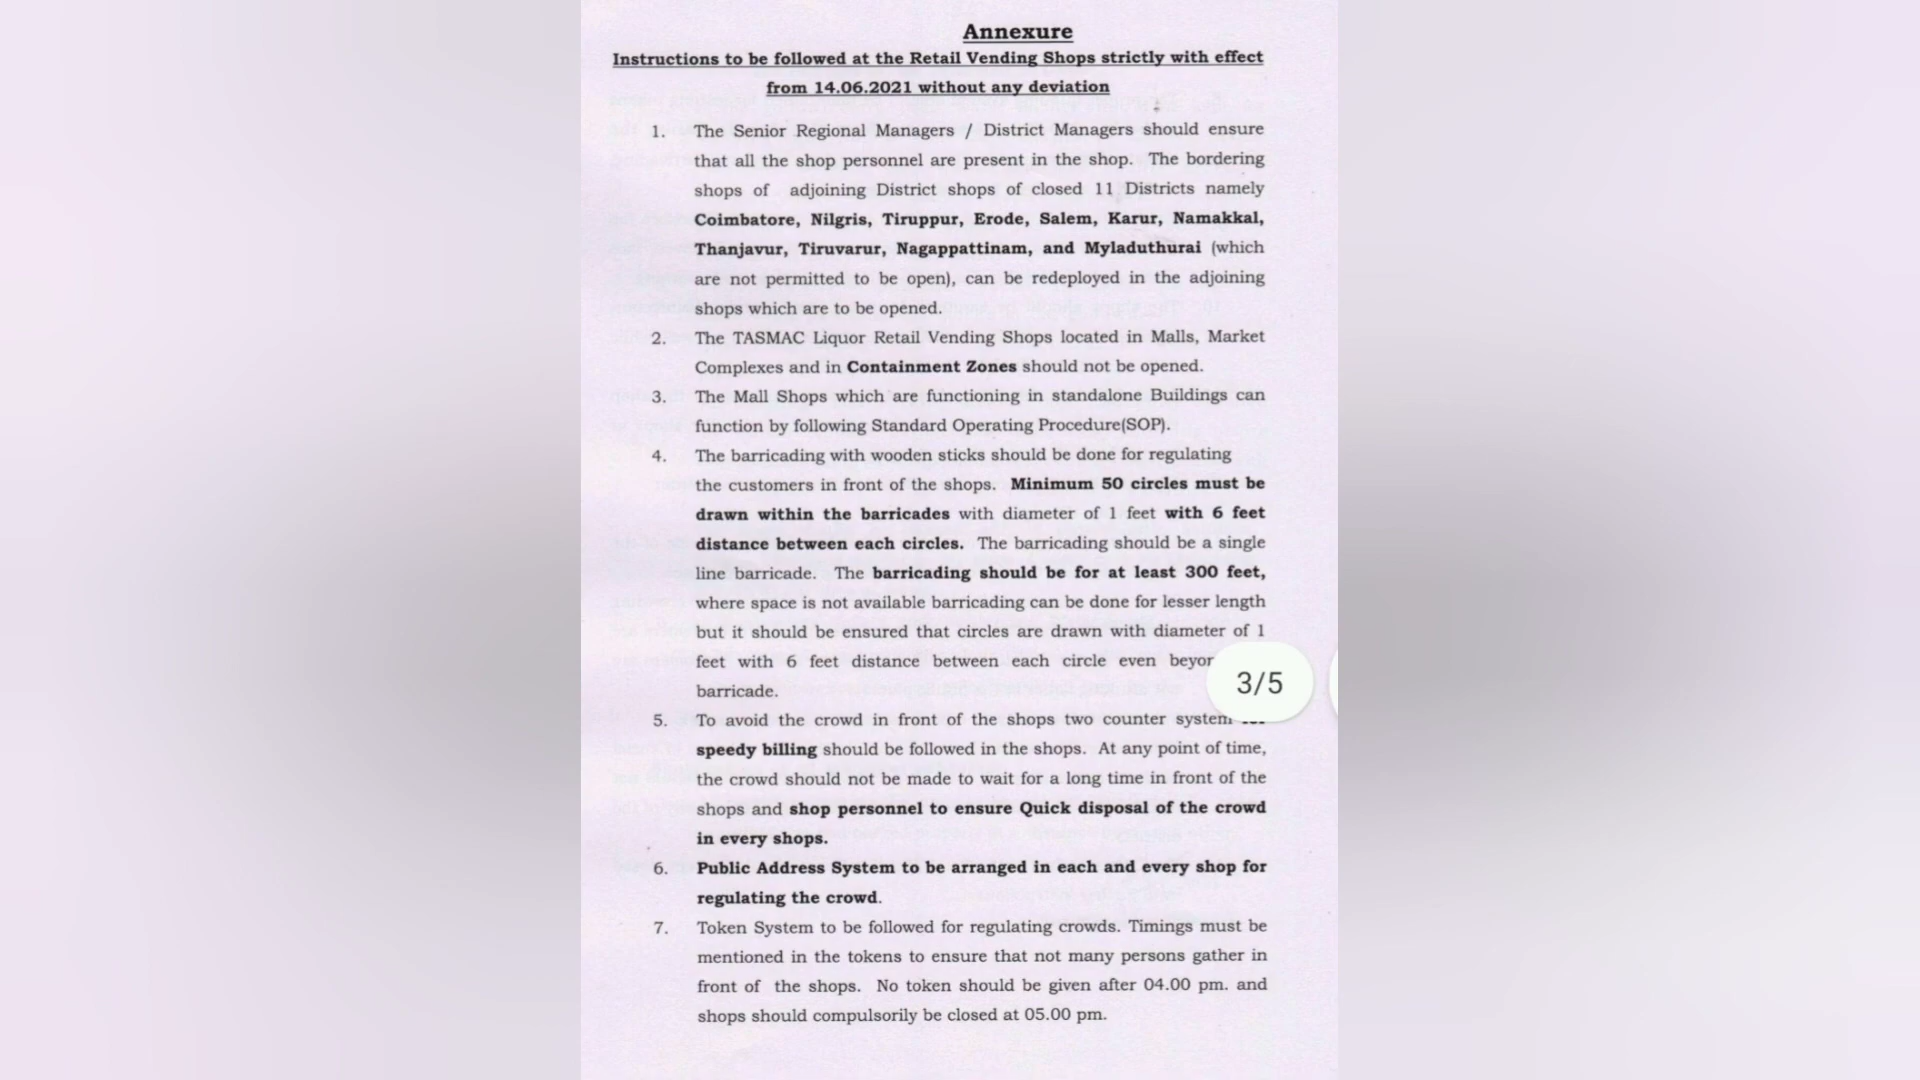 Annexure
Instructions to be followed at the Retail Vending Shops strictly with effect
from 14.06.2021 without any deviation
1. The Senior Regional Managers / District Managers should ensure
that all the shop personnel are present in the shop. The bordering
shops of adjoining District shops of closed 11 Districts namely
Coimbatore, Nilgris, Tiruppur, Erode, Salem, Karur, Namakkal,
Thanjavur, Tiruvarur, Nagappattinam, and Myladuthurai (which
are not permitted to be open), can be redeployed in the adjoining
shops which are to be opened.
2. The TASMAC Liquor Retail Vending Shops located in Malls, Market
Complexes and in Containment Zones should not be opened.
3. The Mall Shops which are functioning in standalone Buildings can
function by following Standard Operating Procedure(SOP).
4. The barricading with wooden sticks should be done for regulating
the customers in front of the shops. Minimum 50 circles must be
drawn within the barricades with diameter of 1 feet with 6 feet
distance between each circles. The barricading should be a single
line barricade. The barricading should be for at least 300 feet,
where space is not available barricading can be done for lesser length
but it should be ensured that circles are drawn with diameter of 1
feet with 6 feet distance between each circle even
barricade.
3/5
5. To avoid the crowd in front of the shops two counter system
speedy billing should be followed in the shops. At any point of time,
the crowd should not be made to wait for a long time in front of the
shops and shop personnel to ensure Quick disposal of the crowd
in every shops.
6. Public Address System to be arranged in each and every shop for
regulating the crowd.
7. Token System to be followed for regulating crowds. Timings must be
mentioned in the tokens to ensure that not many persons gather in
front of the shops. No token should be given after 04.00 pm. and
shops should compulsorily be closed at 05.00 pm.